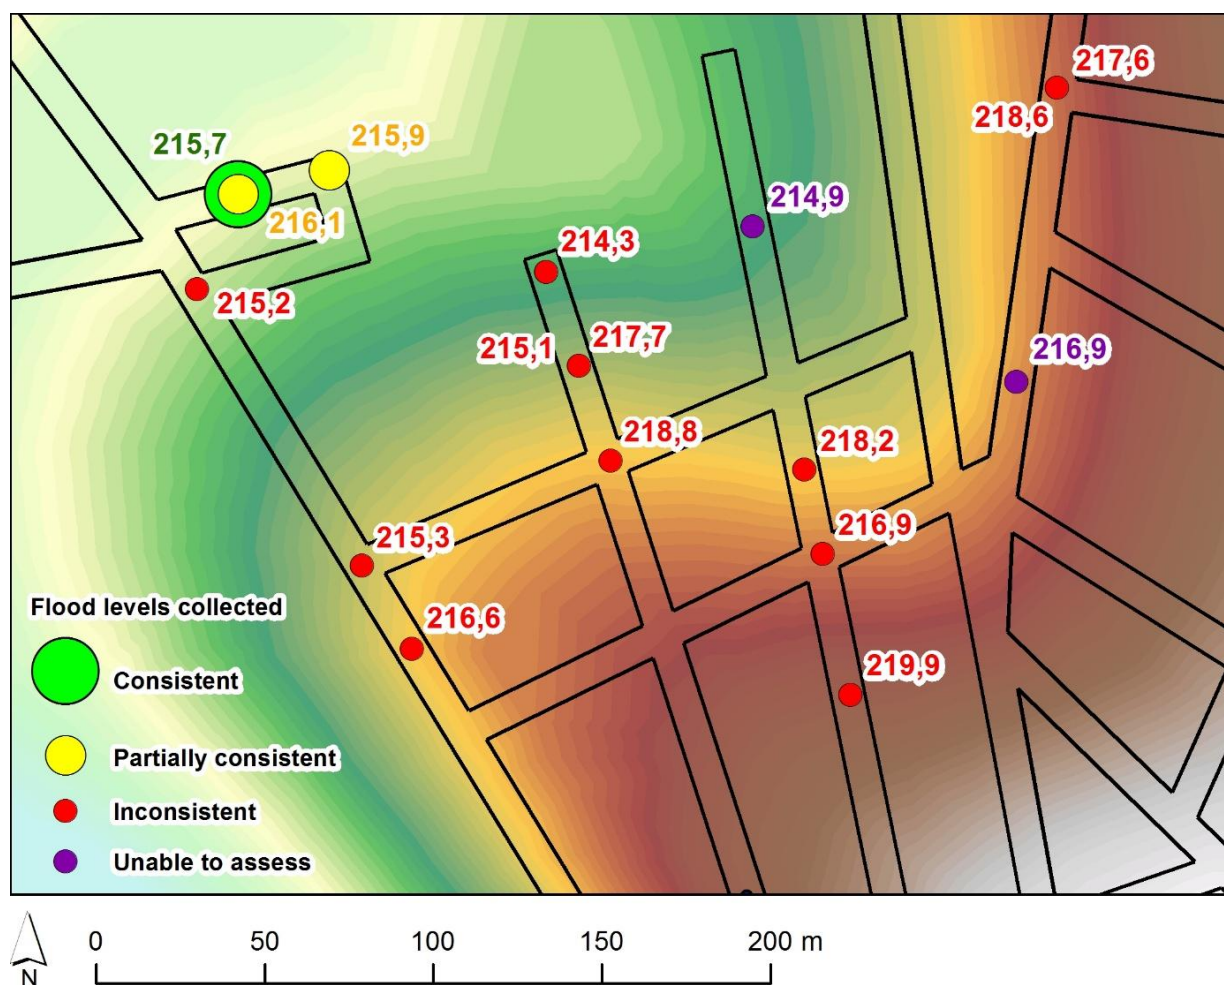 217,6
218,6
215,7
215,9
216,1
214,9
214,3
215,2
215,1
217,7
216,9
218,8
218,2
215,3
216,9
216,6
219,9
Flood levels collected
Consistent
Partially consistent
Inconsistent
Unable to assess
N
0 50 100 150 200 m